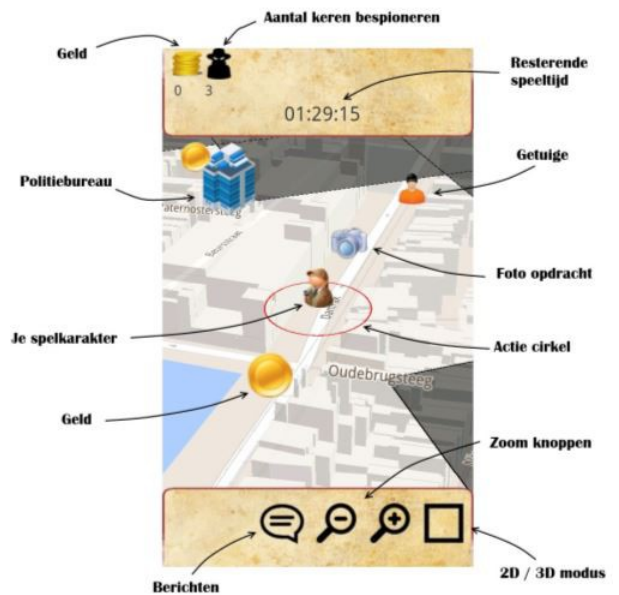 Aantal keren bespioneren
Geld
Resterende
speeltijd
0 3
01:29:15
Getuige
Politiebureau
Foto opdracht
Je spelkarakter
Actie cirkel
Oudebrugsteeg
Geld
Zoom knoppen
2D / 3D modus
Berichten